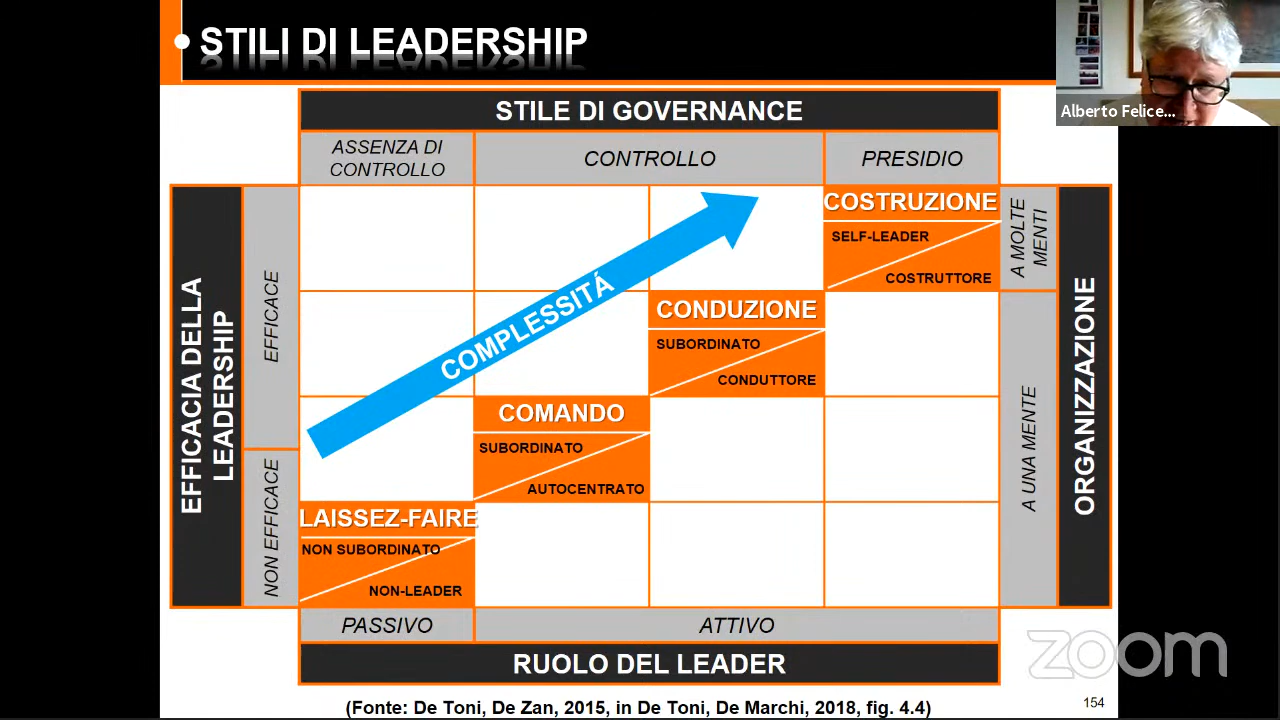 • STILI DI LEADERSHIP
Alberto Felice...
STILE DI GOVERNANCE
ASSENZA DI
CONTROLLO
CONTROLLO
PRESIDIO
EFFICACIA DELLA
LEADERSHIP
EFFICACE
NON EFFICACE
COSTRUZIONE
SELF-LEADER
COSTRUTTORE
COMPLESSITÁ
CONDUZIONE
SUBORDINATO
CONDUTTORE
COMANDO
SUBORDINATO
AUTOCENTRATO
LAISSEZ-FAIRE
NON SUBORDINATO
NON-LEADER
A MOLTE
MENTI
A UNA MENTE
ORGANIZZAZIONE
PASSIVO
ATTIVO
RUOLO DEL LEADER
zoom
(Fonte: De Toni, De Zan, 2015, in De Toni, De Marchi, 2018, fig. 4.4)
154